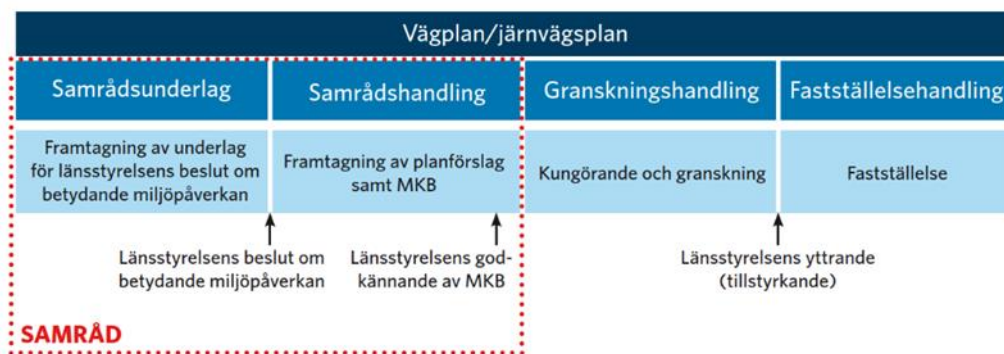 Vägplan/järnvägsplan
Samrådsunderlag
Samrådshandling
Granskningshandling
Fastställelsehandling
Framtagning av underlag
för länsstyrelsens beslut om
betydande miljöpåverkan
Framtagning av planförslag
samt MKB
Kungörande och granskning
Fastställelse
Länsstyrelsens beslut om
betydande miljöpåverkan
Länsstyrelsens god-
kännande av MKB
Länsstyrelsens yttrande
(tillstyrkande)
SAMRÅD